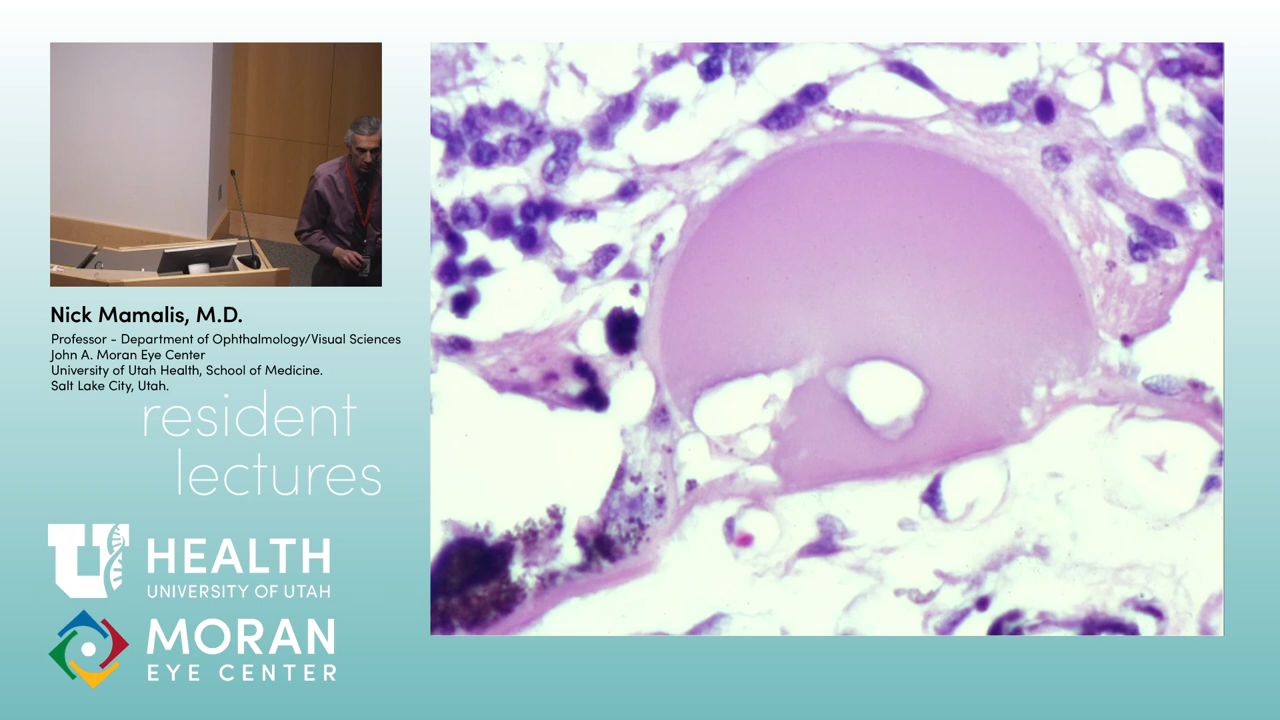 Nick Mamalis, M.D.
Professor - Department of Ophthalmology/Visual Sciences
John A. Moran Eye Center
University of Utah Health, School of Medicine.
Salt Lake City, Utah.
resident
lectures
U HEALTH
UNIVERSITY OF UTAH
MORAN
EYE CENTER